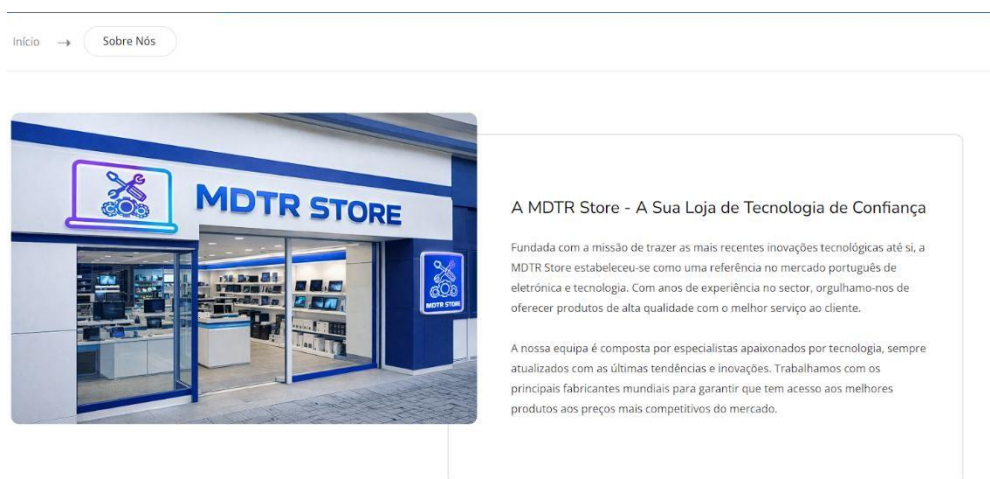 Início → Sobre Nós
MDTR STORE
MDTR STORE
A MDTR Store - A Sua Loja de Tecnologia de Confiança
Fundada com a missão de trazer as mais recentes inovações tecnológicas até si, a
MDTR Store estabeleceu-se como uma referência no mercado português de
eletrónica e tecnologia. Com anos de experiência no sector, orgulhamo-nos de
oferecer produtos de alta qualidade com o melhor serviço ao cliente.
A nossa equipa é composta por especialistas apaixonados por tecnologia, sempre
atualizados com as últimas tendências e inovações. Trabalhamos com os
principais fabricantes mundiais para garantir que tem acesso aos melhores
produtos aos preços mais competitivos do mercado.